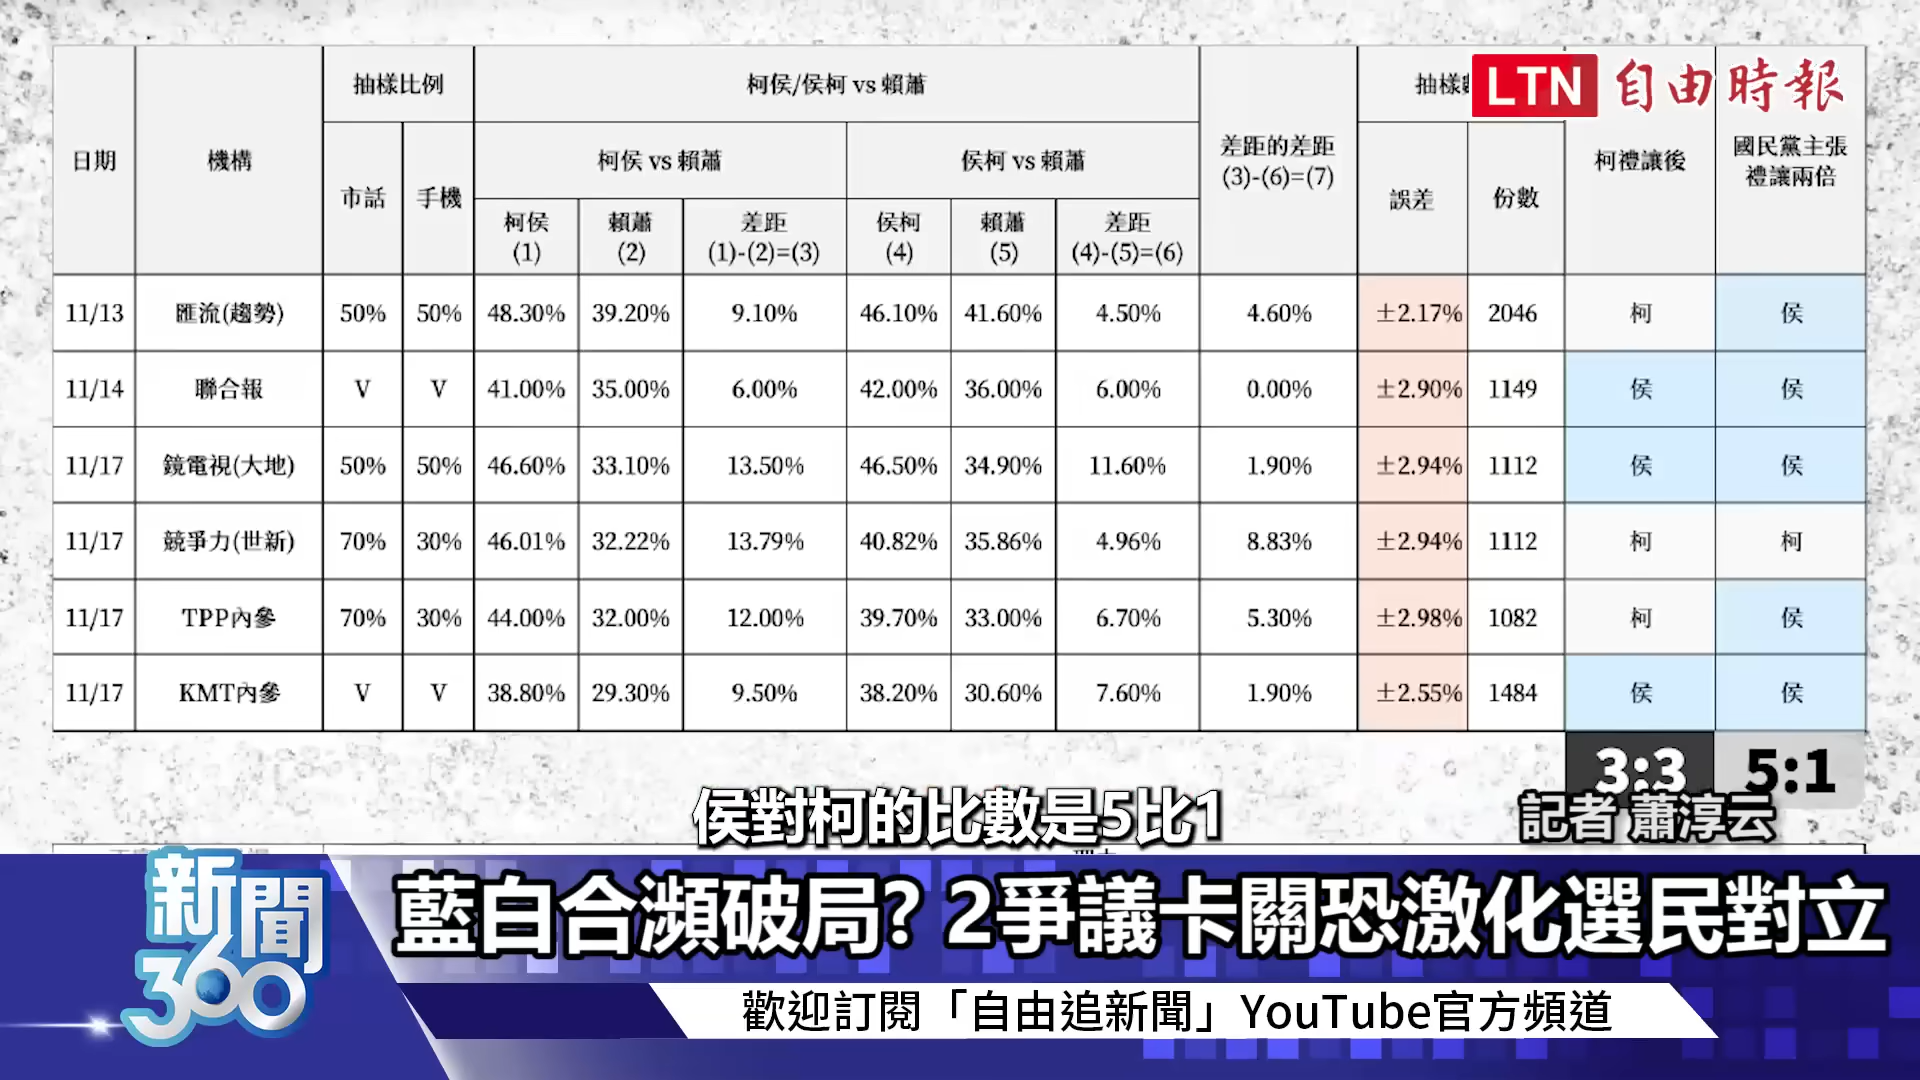 日期
機構
抽樣比例
市話
手機
柯侯/侯柯 vs 賴蕭
柯侯 vs 賴蕭
侯柯 vs 賴蕭
柯侯
(1)
賴蕭
(2)
差距
(1)-(2)=(3)
侯柯
(4)
賴蕭
(5)
差距
(4)-(5)=(6)
差距的差距
(3)-(6)=(7)
抽樣
誤差
份數
LTN 自由時報
柯禮讓後
國民黨主張
禮讓兩倍
11/13 匯流(趨勢) 50% 50% 48.30% 39.20% 9.10% 46.10% 41.60% 4.50% 4.60% ±2.17% 2046 柯 侯
11/14 聯合報 V V 41.00% 35.00% 6.00% 42.00% 36.00% 6.00% 0.00% ±2.90% 1149 侯 侯
11/17 鏡電視(大地) 50% 50% 46.60% 33.10% 13.50% 46.50% 34.90% 11.60% 1.90% ±2.94% 1112 侯 侯
11/17 競爭力(世新) 70% 30% 46.01% 32.22% 13.79% 40.82% 35.86% 4.96% 8.83% ±2.94% 1112 柯 柯
11/17 TPP內參 70% 30% 44.00% 32.00% 12.00% 39.70% 33.00% 6.70% 5.30% ±2.98% 1082 柯 侯
11/17 KMT內參 V V 38.80% 29.30% 9.50% 38.20% 30.60% 7.60% 1.90% ±2.55% 1484 侯 侯
3:3 5:1
侯對柯的比數是5比1
記者 蕭淳云
新聞
360
藍白合瀕破局? 2爭議卡關恐激化選民對立
歡迎訂閱「自由追新聞」YouTube官方頻道